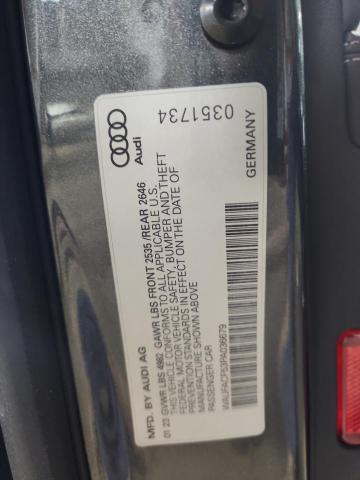 Audi
0351734
GERMANY
MFD. BY AUDI AG
01 23 GVWR LBS 4982 GAWR LBS FRONT 2535 /REAR 2646
THIS VEHICLE CONFORMS TO ALL APPLICABLE U.S.
FEDERAL MOTOR VEHICLE SAFETY, BUMPER AND THEFT
PREVENTION STANDARDS IN EFFECT ON THE DATE OF
MANUFACTURE SHOWN ABOVE
PASSENGER CAR
WAUFACF53PA036679